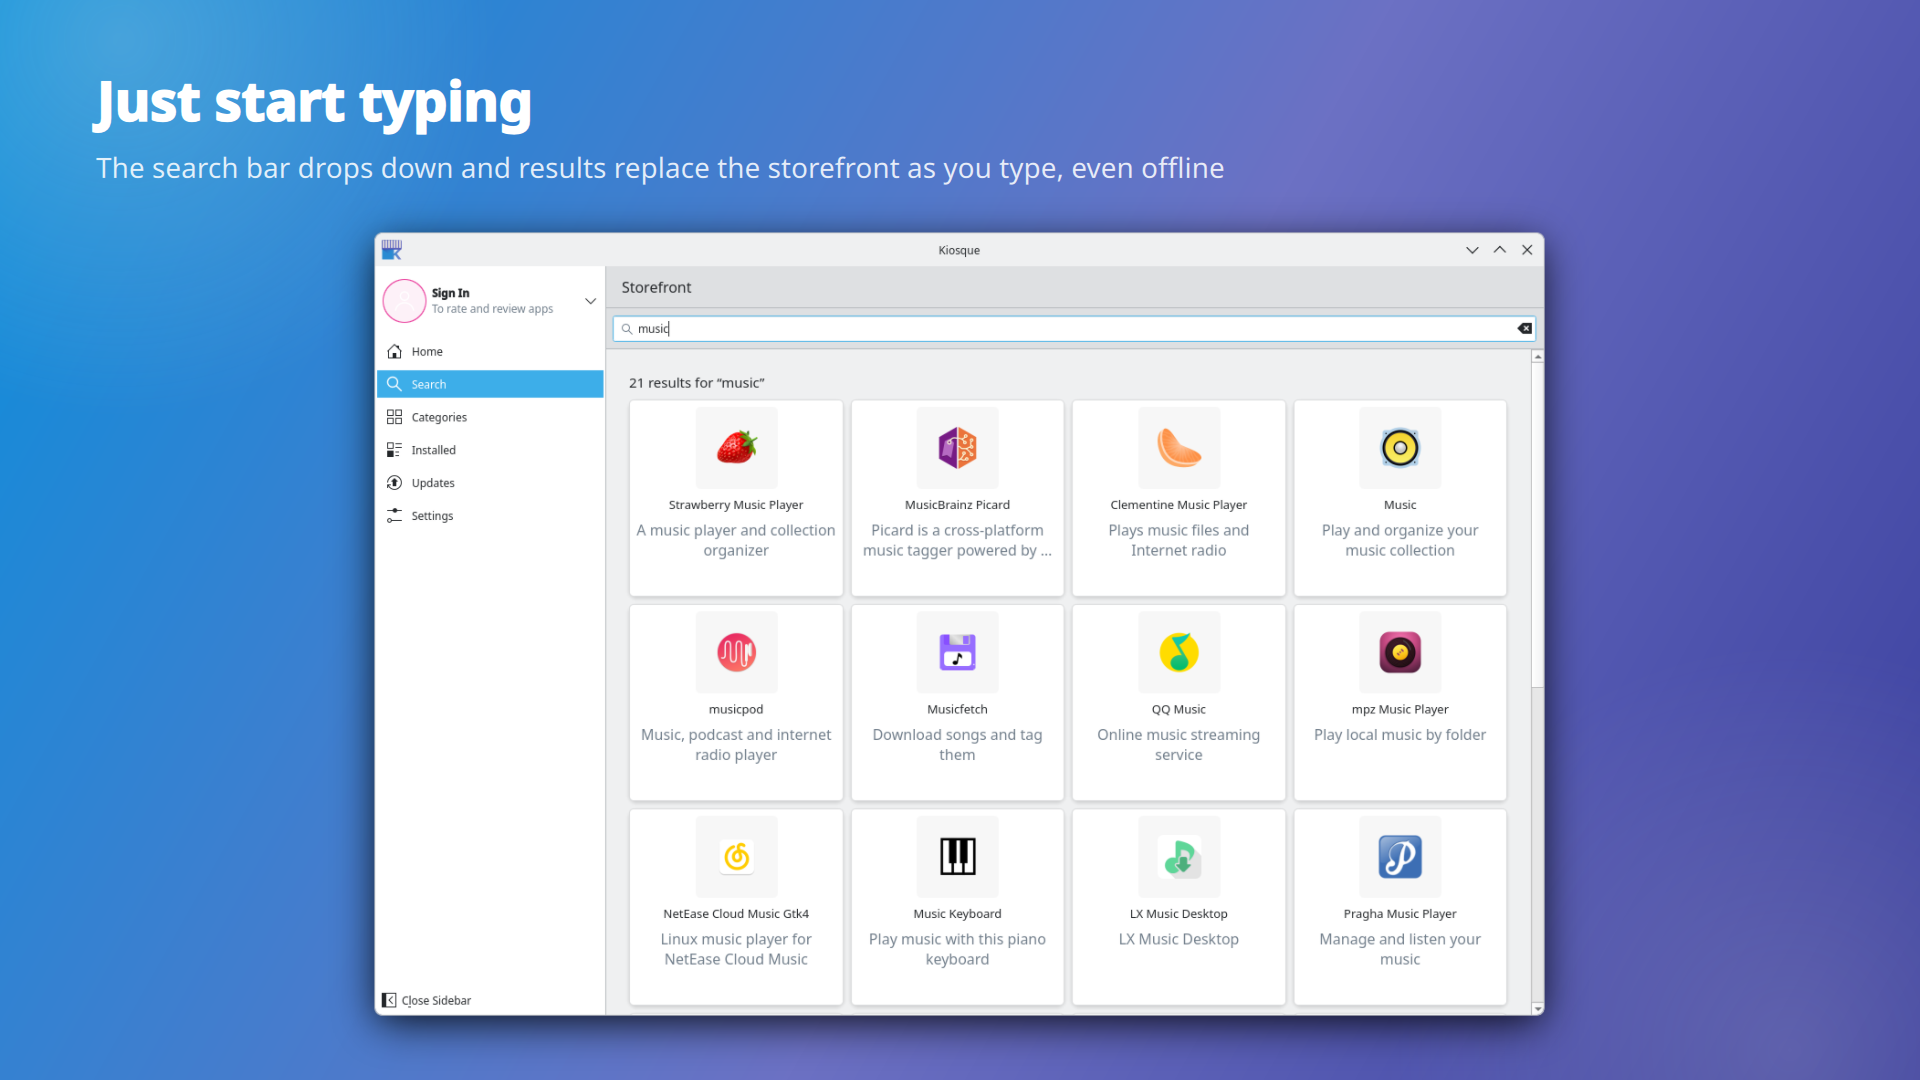 Just start typing
The search bar drops down and results replace the storefront as you type, even offline
Kiosque
Sign In
To rate and review apps
Home
Search
Categories
Installed
Updates
Settings
Close Sidebar
Storefront
music
21 results for “music”
Strawberry Music Player
A music player and collection
organizer
MusicBrainz Picard
Picard is a cross-platform
music tagger powered by ...
Clementine Music Player
Plays music files and
Internet radio
Music
Play and organize your
music collection
musicpod
Music, podcast and internet
radio player
Musicfetch
Download songs and tag
them
QQ Music
Online music streaming
service
mpz Music Player
Play local music by folder
NetEase Cloud Music Gtk4
Linux music player for
NetEase Cloud Music
Music Keyboard
Play music with this piano
keyboard
LX Music Desktop
LX Music Desktop
Pragha Music Player
Manage and listen your
music